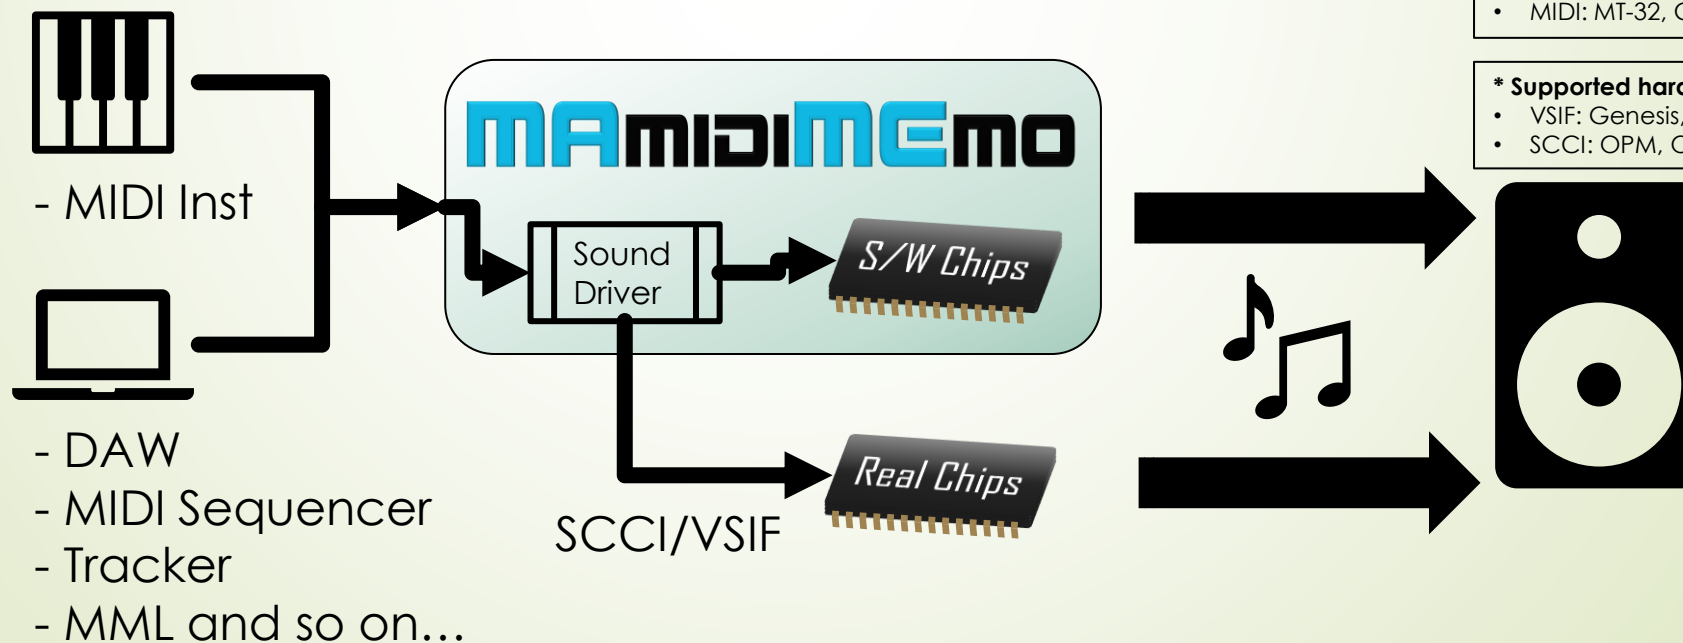 - MIDI Inst
- DAW
- MIDI Sequencer
- Tracker
- MML and so on...
MAmidiMEmo
Sound
Driver
S/W Chips
Real Chips
SCCI/VSIF
• MIDI: MT-32,
* Supported
• VSIF: Genesis,
• SCCI: OPM,